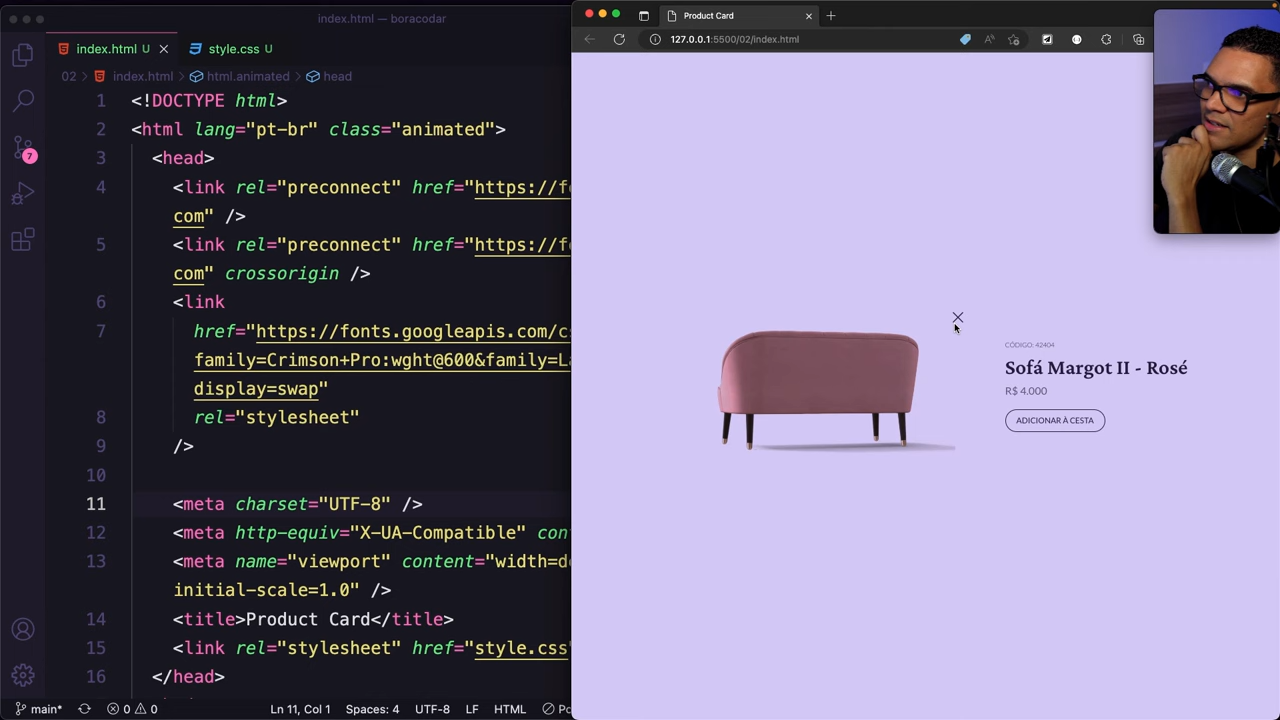 index.html — boracodar
index.html U
style.css U
02 > index.html > html.animated > head
1 <!DOCTYPE html>
2 <html lang="pt-br" class="animated">
3 <head>
4 <link rel="preconnect" href="https://fo
com" />
5 <link rel="preconnect" href="https://fo
com" crossorigin />
6 <link
7 href="https://fonts.googleapis.com/cs
family=Crimson+Pro:wght@600&family=La
display=swap"
8 rel="stylesheet"
9 />
10
11 <meta charset="UTF-8" />
12 <meta http-equiv="X-UA-Compatible" con
13 <meta name="viewport" content="width=de
initial-scale=1.0" />
14 <title>Product Card</title>
15 <link rel="stylesheet" href="style.css"
16 </head>
7
main* 0 0 Ln 11, Col 1 Spaces: 4 UTF-8 LF HTML
Product Card
127.0.0.1:5500/02/index.html
CÓDIGO: 42404
Sofá Margot II - Rosé
R$ 4.000
ADICIONAR À CESTA